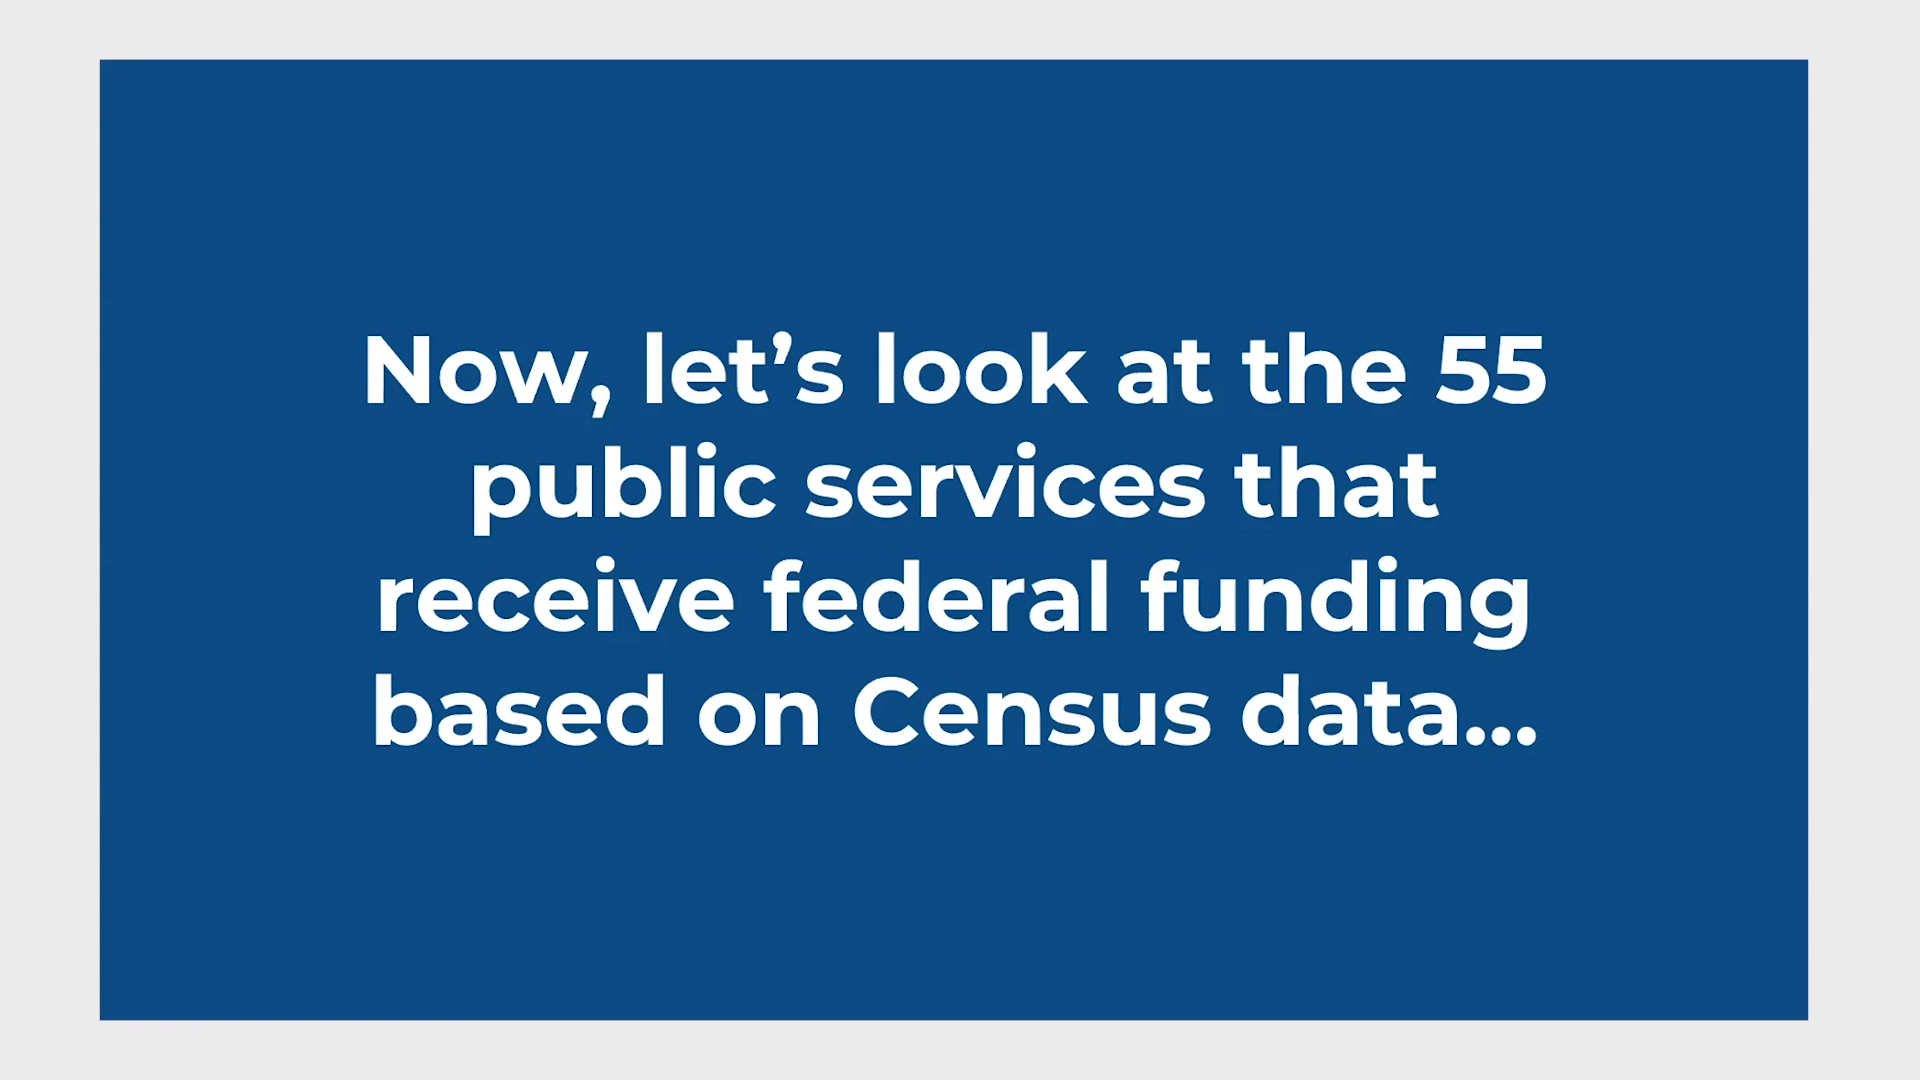 Now, let’s look at the 55
public services that
receive federal funding
based on Census data...